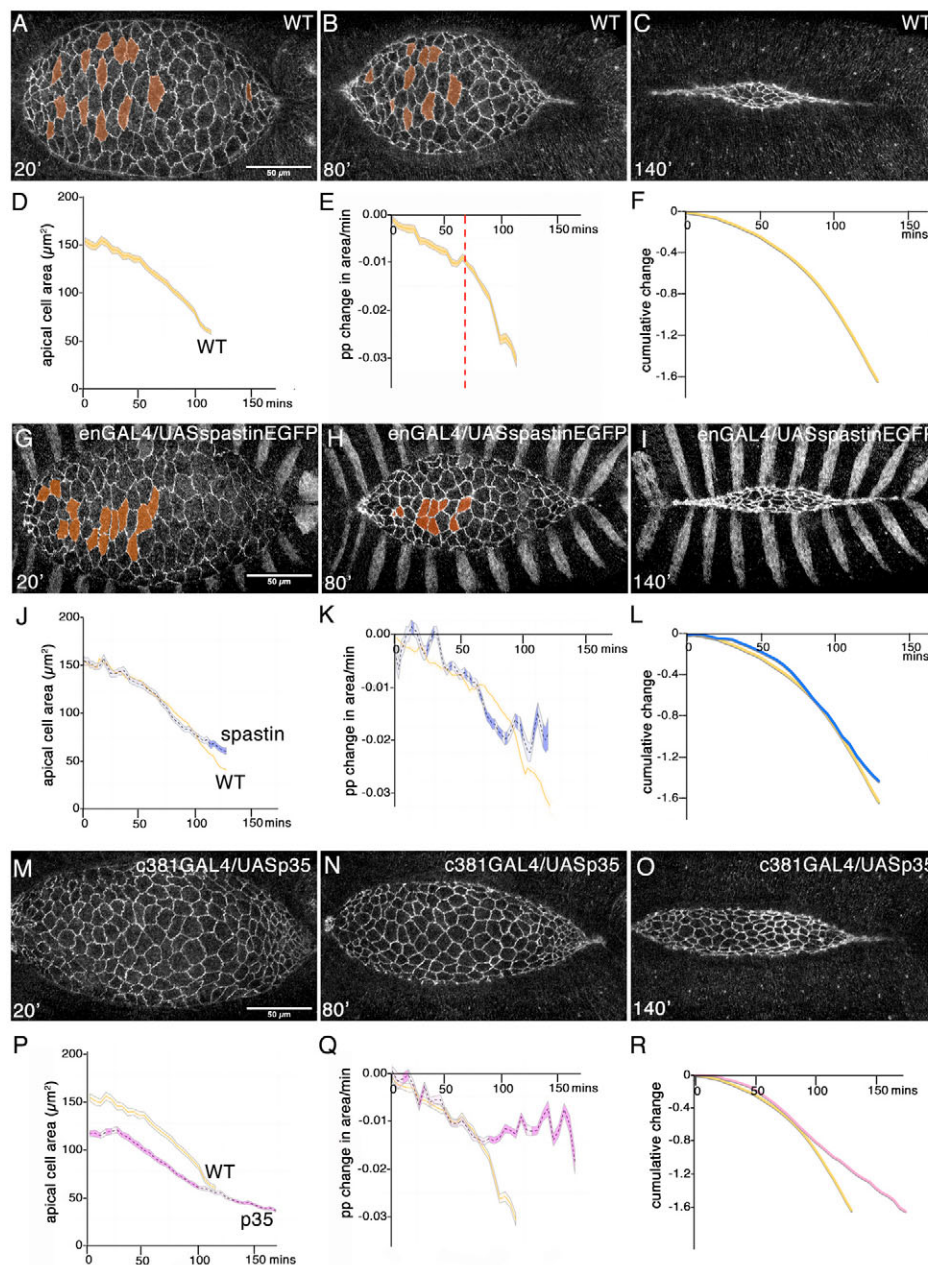 A WT
20'
50 µm
B WT
80'
C WT
140'
D
apical cell area (µm²)
200
150
100
50
0
0 50 100 150 mins
WT
E
pp change in area/min
0.00
-0.01
-0.02
-0.03
50 100 150 mins
F
cumulative change
0
-0.4
-0.8
-1.2
-1.6
0 50 100 150
mins
G enGAL4/UASspastinEGFP
20'
50 µm
H enGAL4/UASspastinEGFP
80'
I enGAL4/UASspastinEGFP
140'
J
apical cell area (µm²)
200
150
100
50
0
0 50 100 150 mins
spastin
WT
K
pp change in area/min
0.00
-0.01
-0.02
-0.03
0 50 100 150 mins
L
cumulative change
0
-0.4
-0.8
-1.2
-1.6
0 50 100 150
mins
M c381GAL4/UASp35
20'
50 µm
N c381GAL4/UASp35
80'
O c381GAL4/UASp35
140'
P
apical cell area (µm²)
200
150
100
50
0
0 50 100 150 mins
WT
p35
Q
pp change in area/min
0.00
-0.01
-0.02
-0.03
0 50 100 150 mins
R
cumulative change
0
-0.4
-0.8
-1.2
-1.6
0 50 100 150 mins